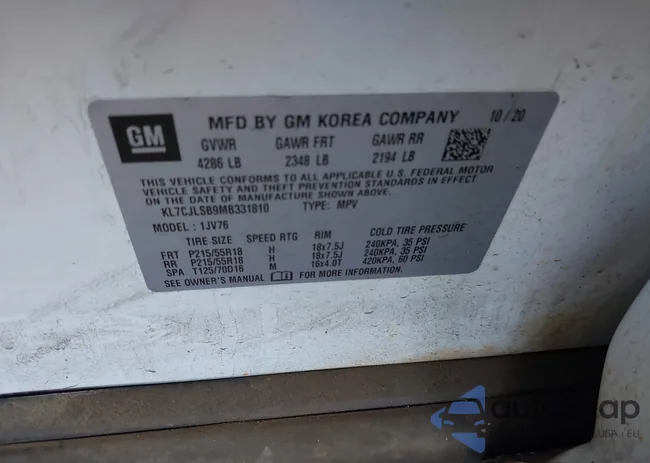 GM
MFD BY GM KOREA COMPANY 10/20
GVWR GAWR FRT GAWR RR
4286 LB 2348 LB 2194 LB
THIS VEHICLE CONFORMS TO ALL APPLICABLE U.S. FEDERAL MOTOR
VEHICLE SAFETY AND THEFT PREVENTION STANDARDS IN EFFECT
ON THE DATE OF MANUFACTURE SHOWN ABOVE.
KL7CJLSB9MB331810 TYPE: MPV
MODEL: 1JV76
TIRE SIZE SPEED RTG RIM COLD TIRE PRESSURE
FRT P215/55R18 H 18x7.5J 240KPA, 35 PSI
RR P215/55R18 H 18x7.5J 240KPA, 35 PSI
SPA T125/70D16 M 16x4.0T 420KPA, 60 PSI
SEE OWNER'S MANUAL FOR MORE INFORMATION.
USA | EU